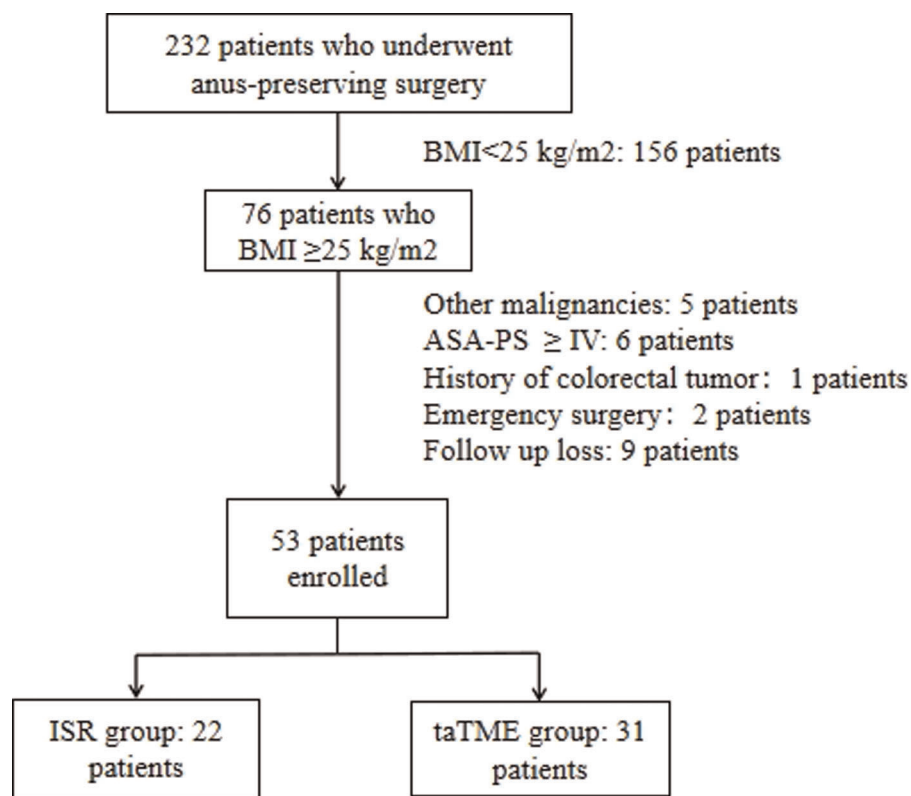 232 patients who underwent
anus-preserving surgery
BMI<25 kg/m2: 156 patients
76 patients who
BMI ≥25 kg/m2
Other malignancies: 5 patients
ASA-PS ≥ IV: 6 patients
History of colorectal tumor: 1 patients
Emergency surgery: 2 patients
Follow up loss: 9 patients
53 patients
enrolled
ISR group: 22
patients
taTME group: 31
patients